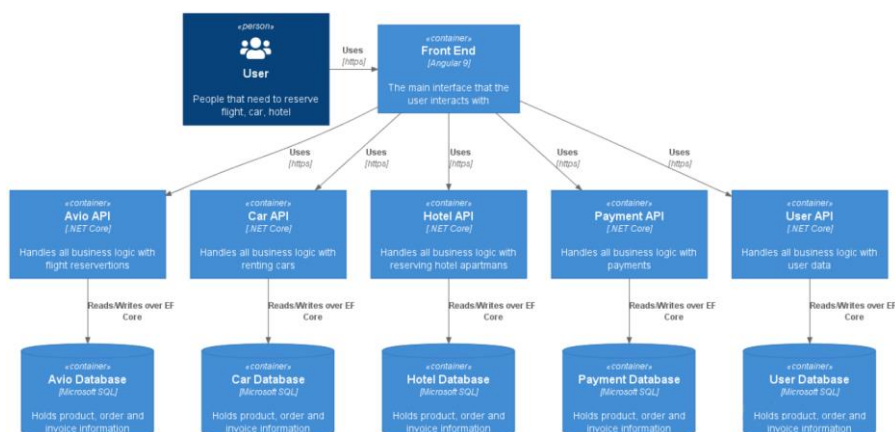 «person»
User
People that need to reserve
flight, car, hotel
Uses
[https]
«container»
Front End
[Angular 9]
The main interface that the
user interacts with
Uses
[https]
Uses
[https]
Uses
[https]
Uses
[https]
Uses
[https]
«container»
Avio API
[.NET Core]
Handles all business logic with
flight reservertions
«container»
Car API
[.NET Core]
Handles all business logic with
renting cars
«container»
Hotel API
[.NET Core]
Handles all business logic with
reserving hotel apartmans
«container»
Payment API
[.NET Core]
Handles all business logic with
payments
«container»
User API
[.NET Core]
Handles all business logic with
user data
Reads/Writes over EF
Core
Reads/Writes over EF
Core
Reads/Writes over EF
Core
Reads/Writes over EF
Core
Reads/Writes over EF
Core
«container»
Avio Database
[Microsoft SQL]
Holds product, order and
invoice information
«container»
Car Database
[Microsoft SQL]
Holds product, order and
invoice information
«container»
Hotel Database
[Microsoft SQL]
Holds product, order and
invoice information
«container»
Payment Database
[Microsoft SQL]
Holds product, order and
invoice information
«container»
User Database
[Microsoft SQL]
Holds product, order and
invoice information